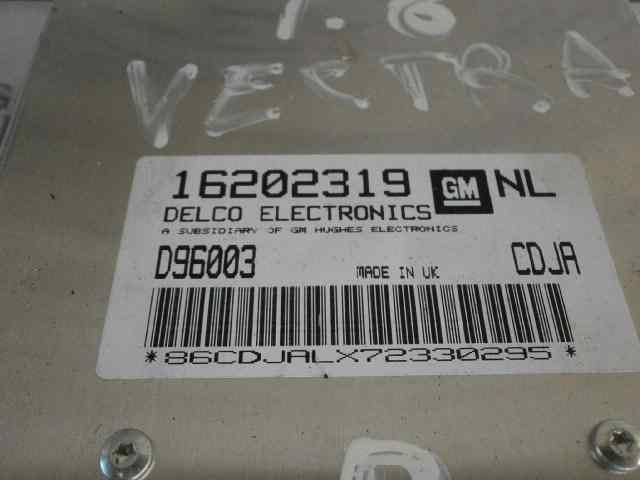 1.6
VECTRA
16202319 GM NL
DELCO ELECTRONICS
A SUBSIDIARY OF GM HUGHES ELECTRONICS
D96003 MADE IN UK CDJA
*86CDJALX72330295*